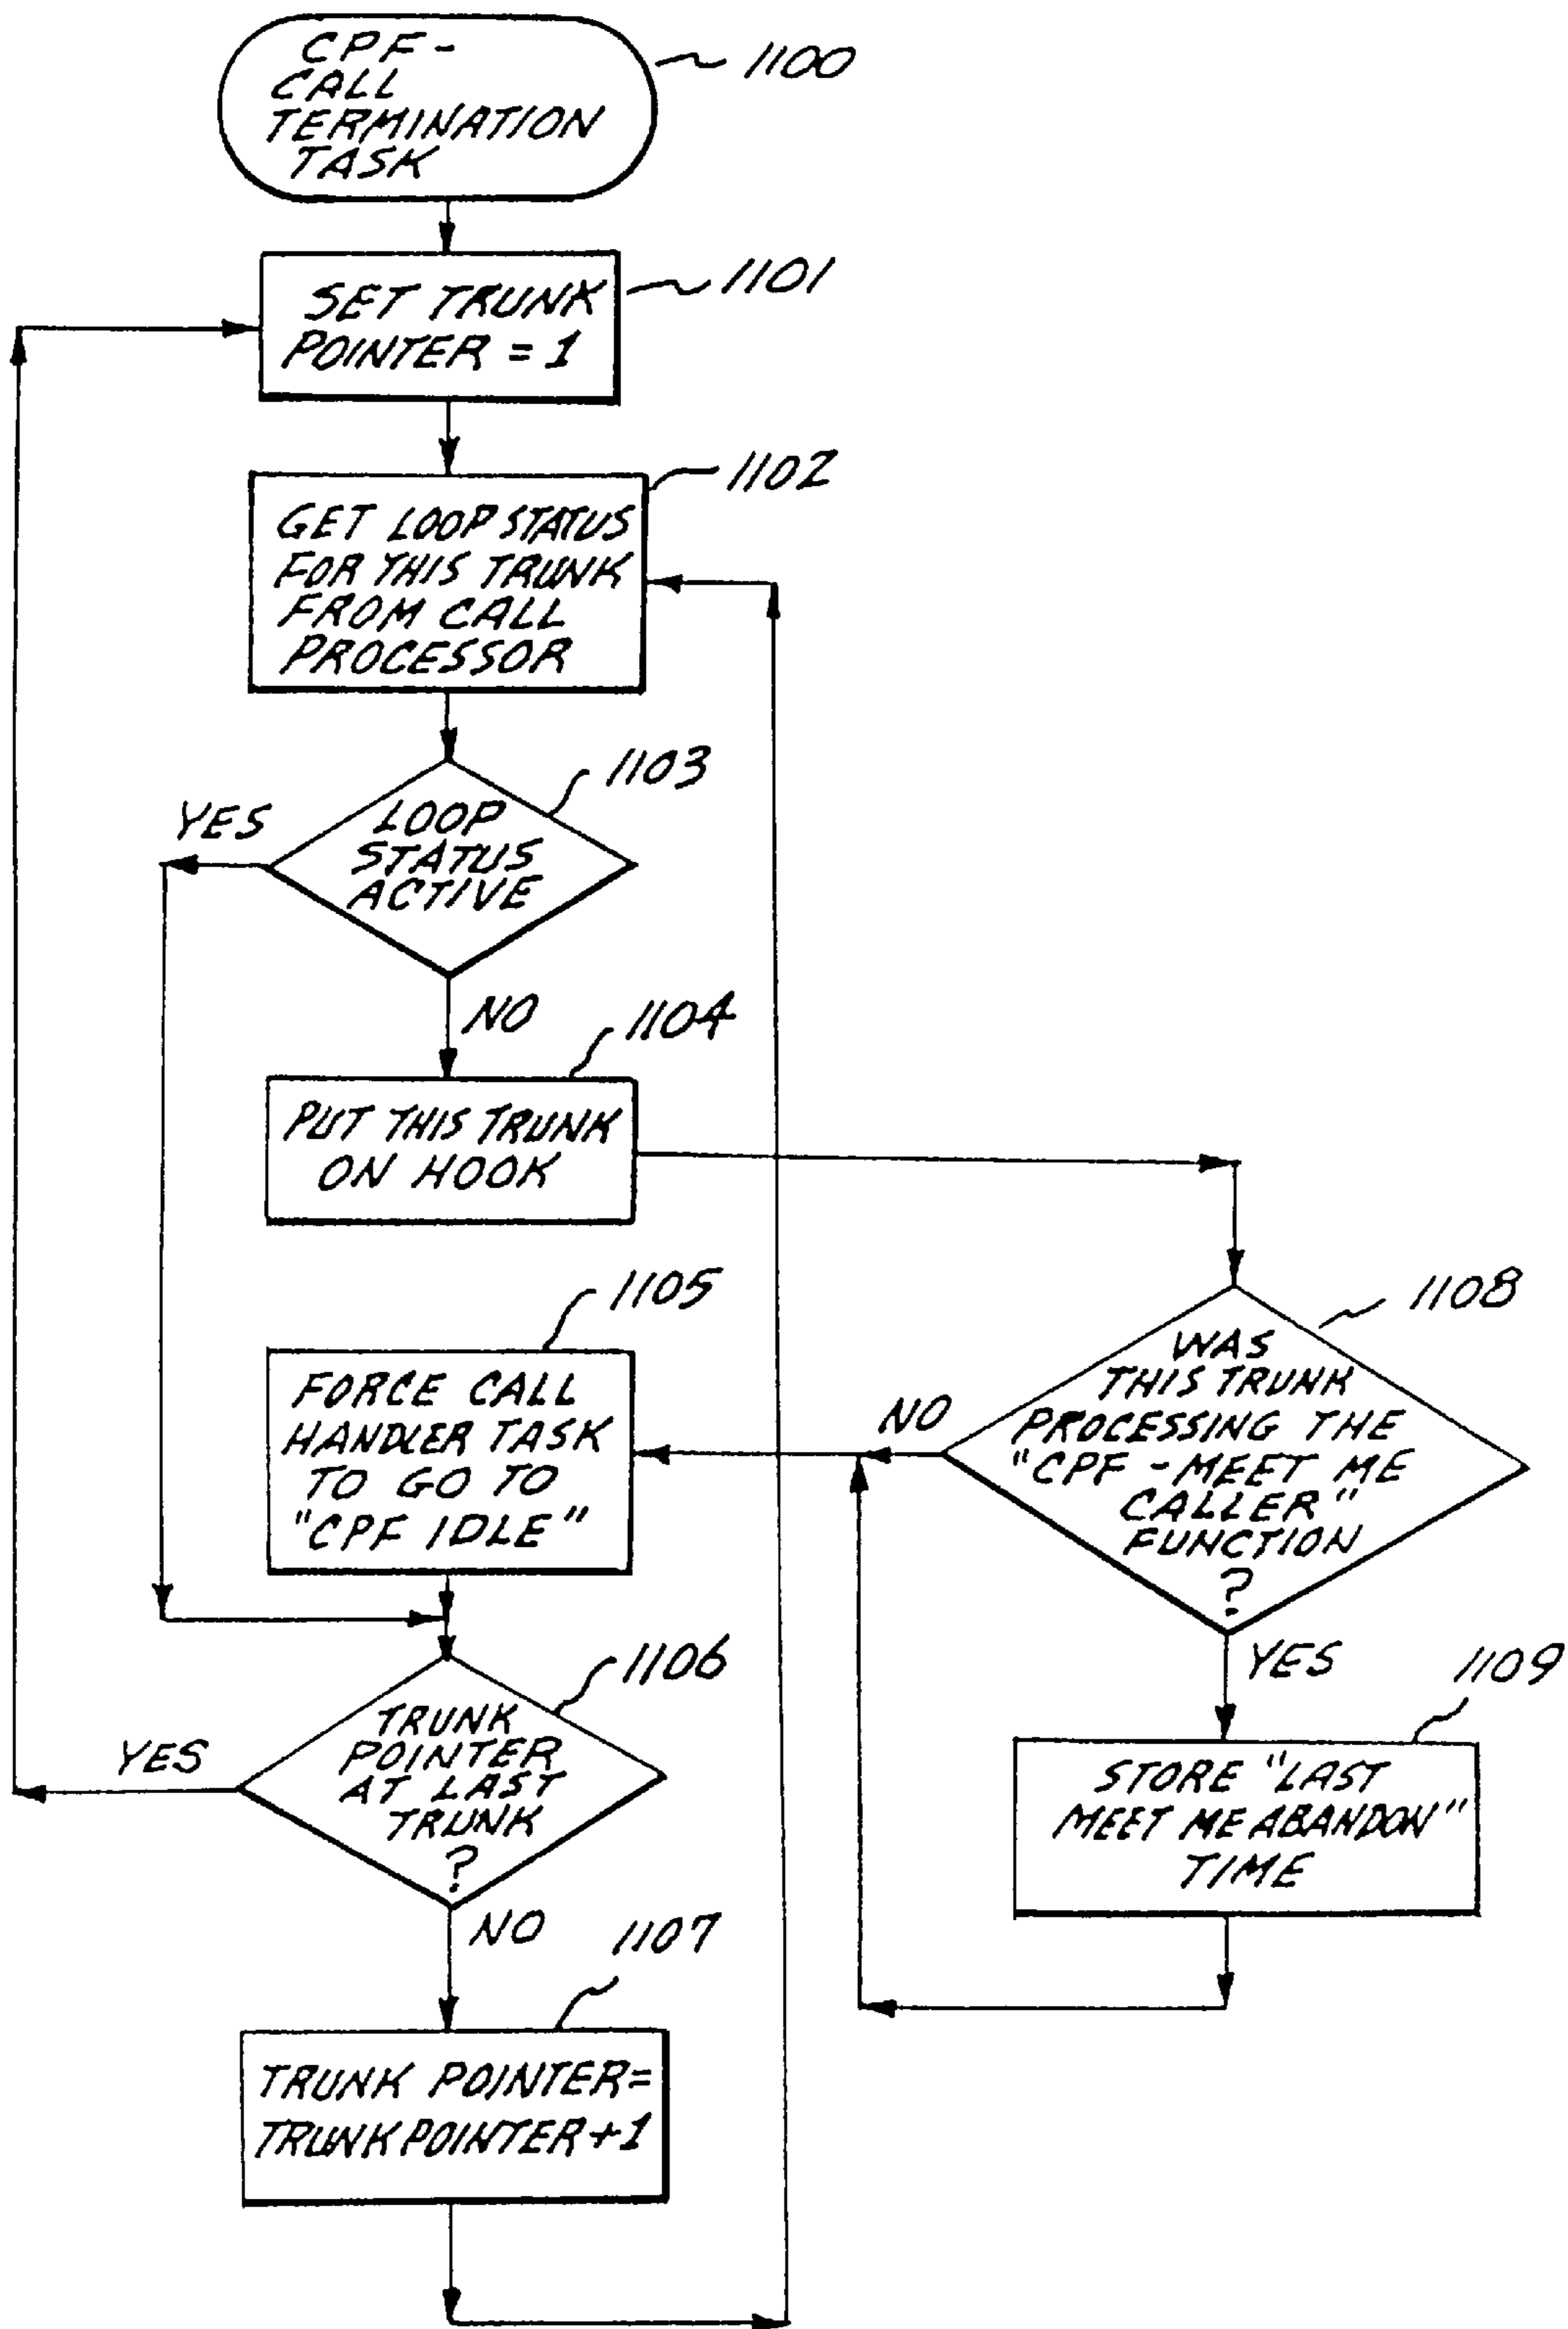 CPF-
CALL
TERMINATION
TASK
1100
SET TRUNK
POINTER = 1
1101
GET LOOP STATUS
FOR THIS TRUNK
FROM CALL
PROCESSOR
1102
LOOP
STATUS
ACTIVE
1103
YES
NO
PUT THIS TRUNK
ON HOOK
1104
FORCE CALL
HANDLER TASK
TO GO TO
"CPF IDLE"
1105
WAS
THIS TRUNK
PROCESSING THE
"CPF - MEET ME
CALLER"
FUNCTION
?
1108
NO
YES
STORE "LAST
MEET ME ABANDON"
TIME
1109
TRUNK
POINTER
AT LAST
TRUNK
?
1106
YES
NO
TRUNK POINTER=
TRUNK POINTER+1
1107